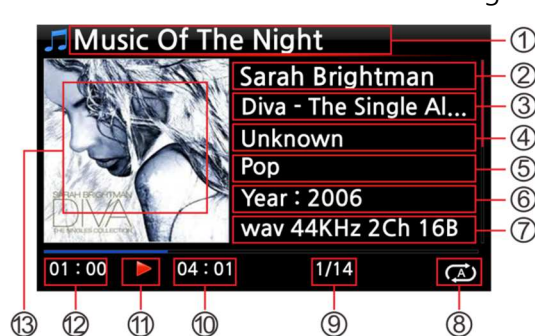 Music Of The Night
Sarah Brightman
Diva - The Single Al...
Unknown
Pop
Year : 2006
wav 44KHz 2Ch 16B
SARAH BRIGHTMAN
DIVA
THE SINGLES COLLECTION
01 : 00
04 : 01
1/14
A
①
②
③
④
⑤
⑥
⑦
⑬
⑫
⑪
⑩
⑨
⑧